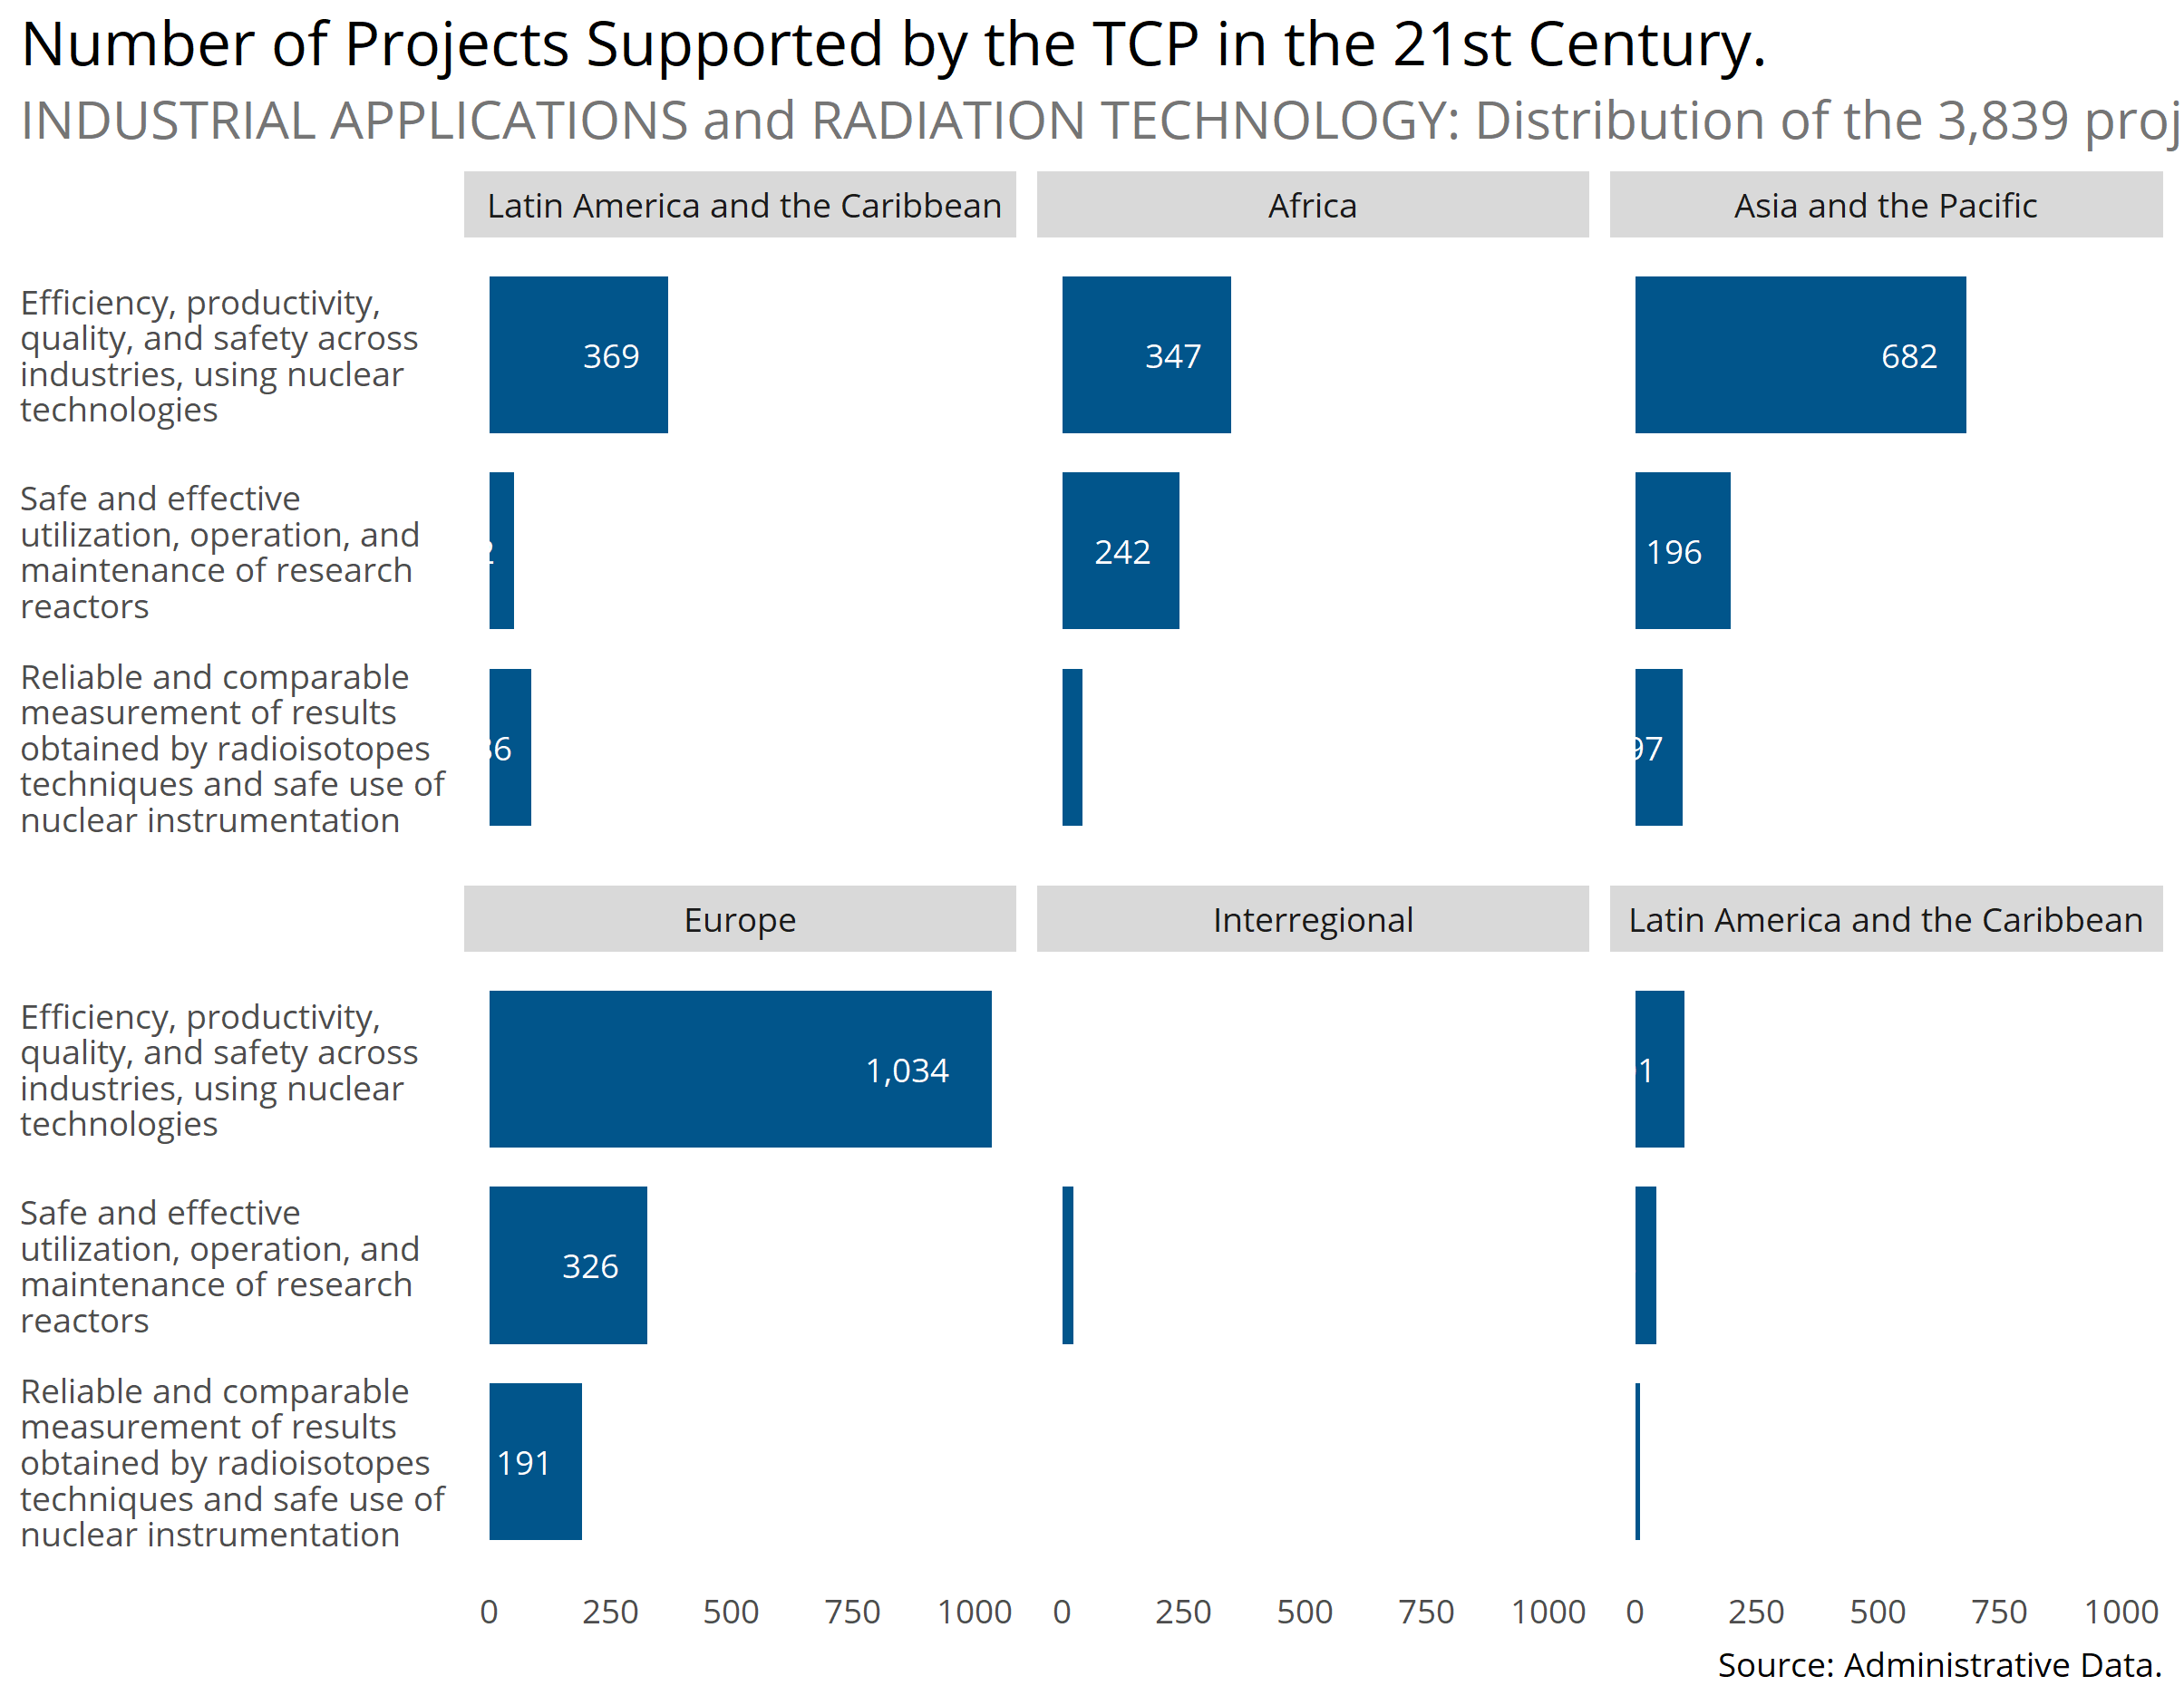 Number of Projects Supported by the TCP in the 21st Century.
INDUSTRIAL APPLICATIONS and RADIATION TECHNOLOGY: Distribution of the 3,839 proj
Latin America and the Caribbean
Africa
Asia and the Pacific
Efficiency, productivity,
quality, and safety across
industries, using nuclear
technologies
369
347
682
Safe and effective
utilization, operation, and
maintenance of research
reactors
2
242
196
Reliable and comparable
measurement of results
obtained by radioisotopes
techniques and safe use of
nuclear instrumentation
86
97
Europe
Interregional
Latin America and the Caribbean
Efficiency, productivity,
quality, and safety across
industries, using nuclear
technologies
1,034
1
Safe and effective
utilization, operation, and
maintenance of research
reactors
326
Reliable and comparable
measurement of results
obtained by radioisotopes
techniques and safe use of
nuclear instrumentation
191
0 250 500 750 1000
0 250 500 750 1000
0 250 500 750 1000
Source: Administrative Data.